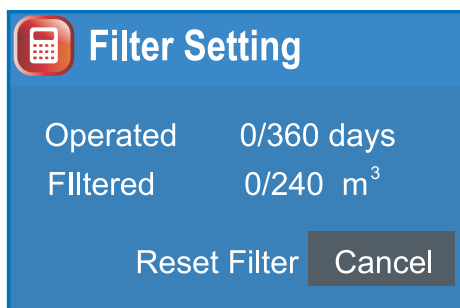 Filter Setting
Operated 0/360 days
FIltered 0/240 m³
Reset Filter Cancel